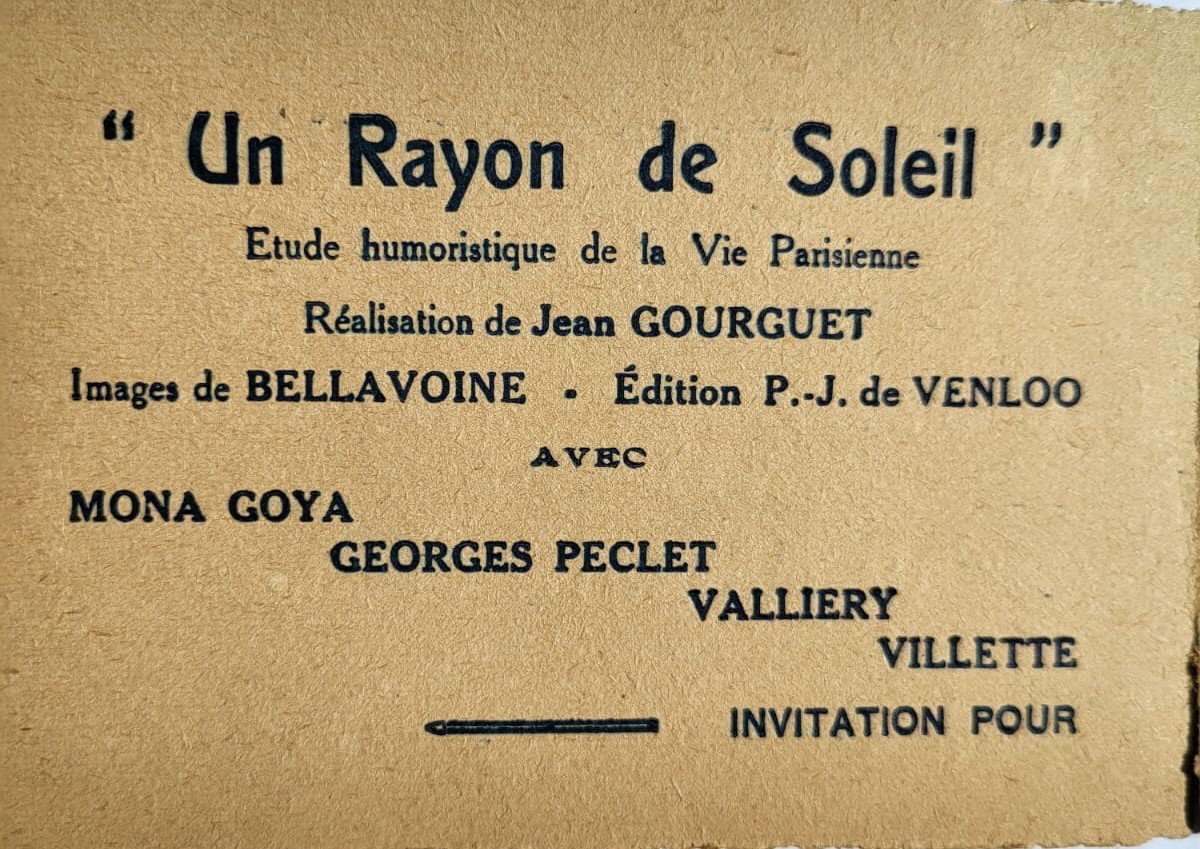 “ Un Rayon de Soleil ”
Etude humoristique de la Vie Parisienne
Réalisation de Jean GOURGUET
Images de BELLAVOINE • Édition P.-J. de VENLOO
AVEC
MONA GOYA
GEORGES PECLET
VALLIERY
VILLETTE
INVITATION POUR